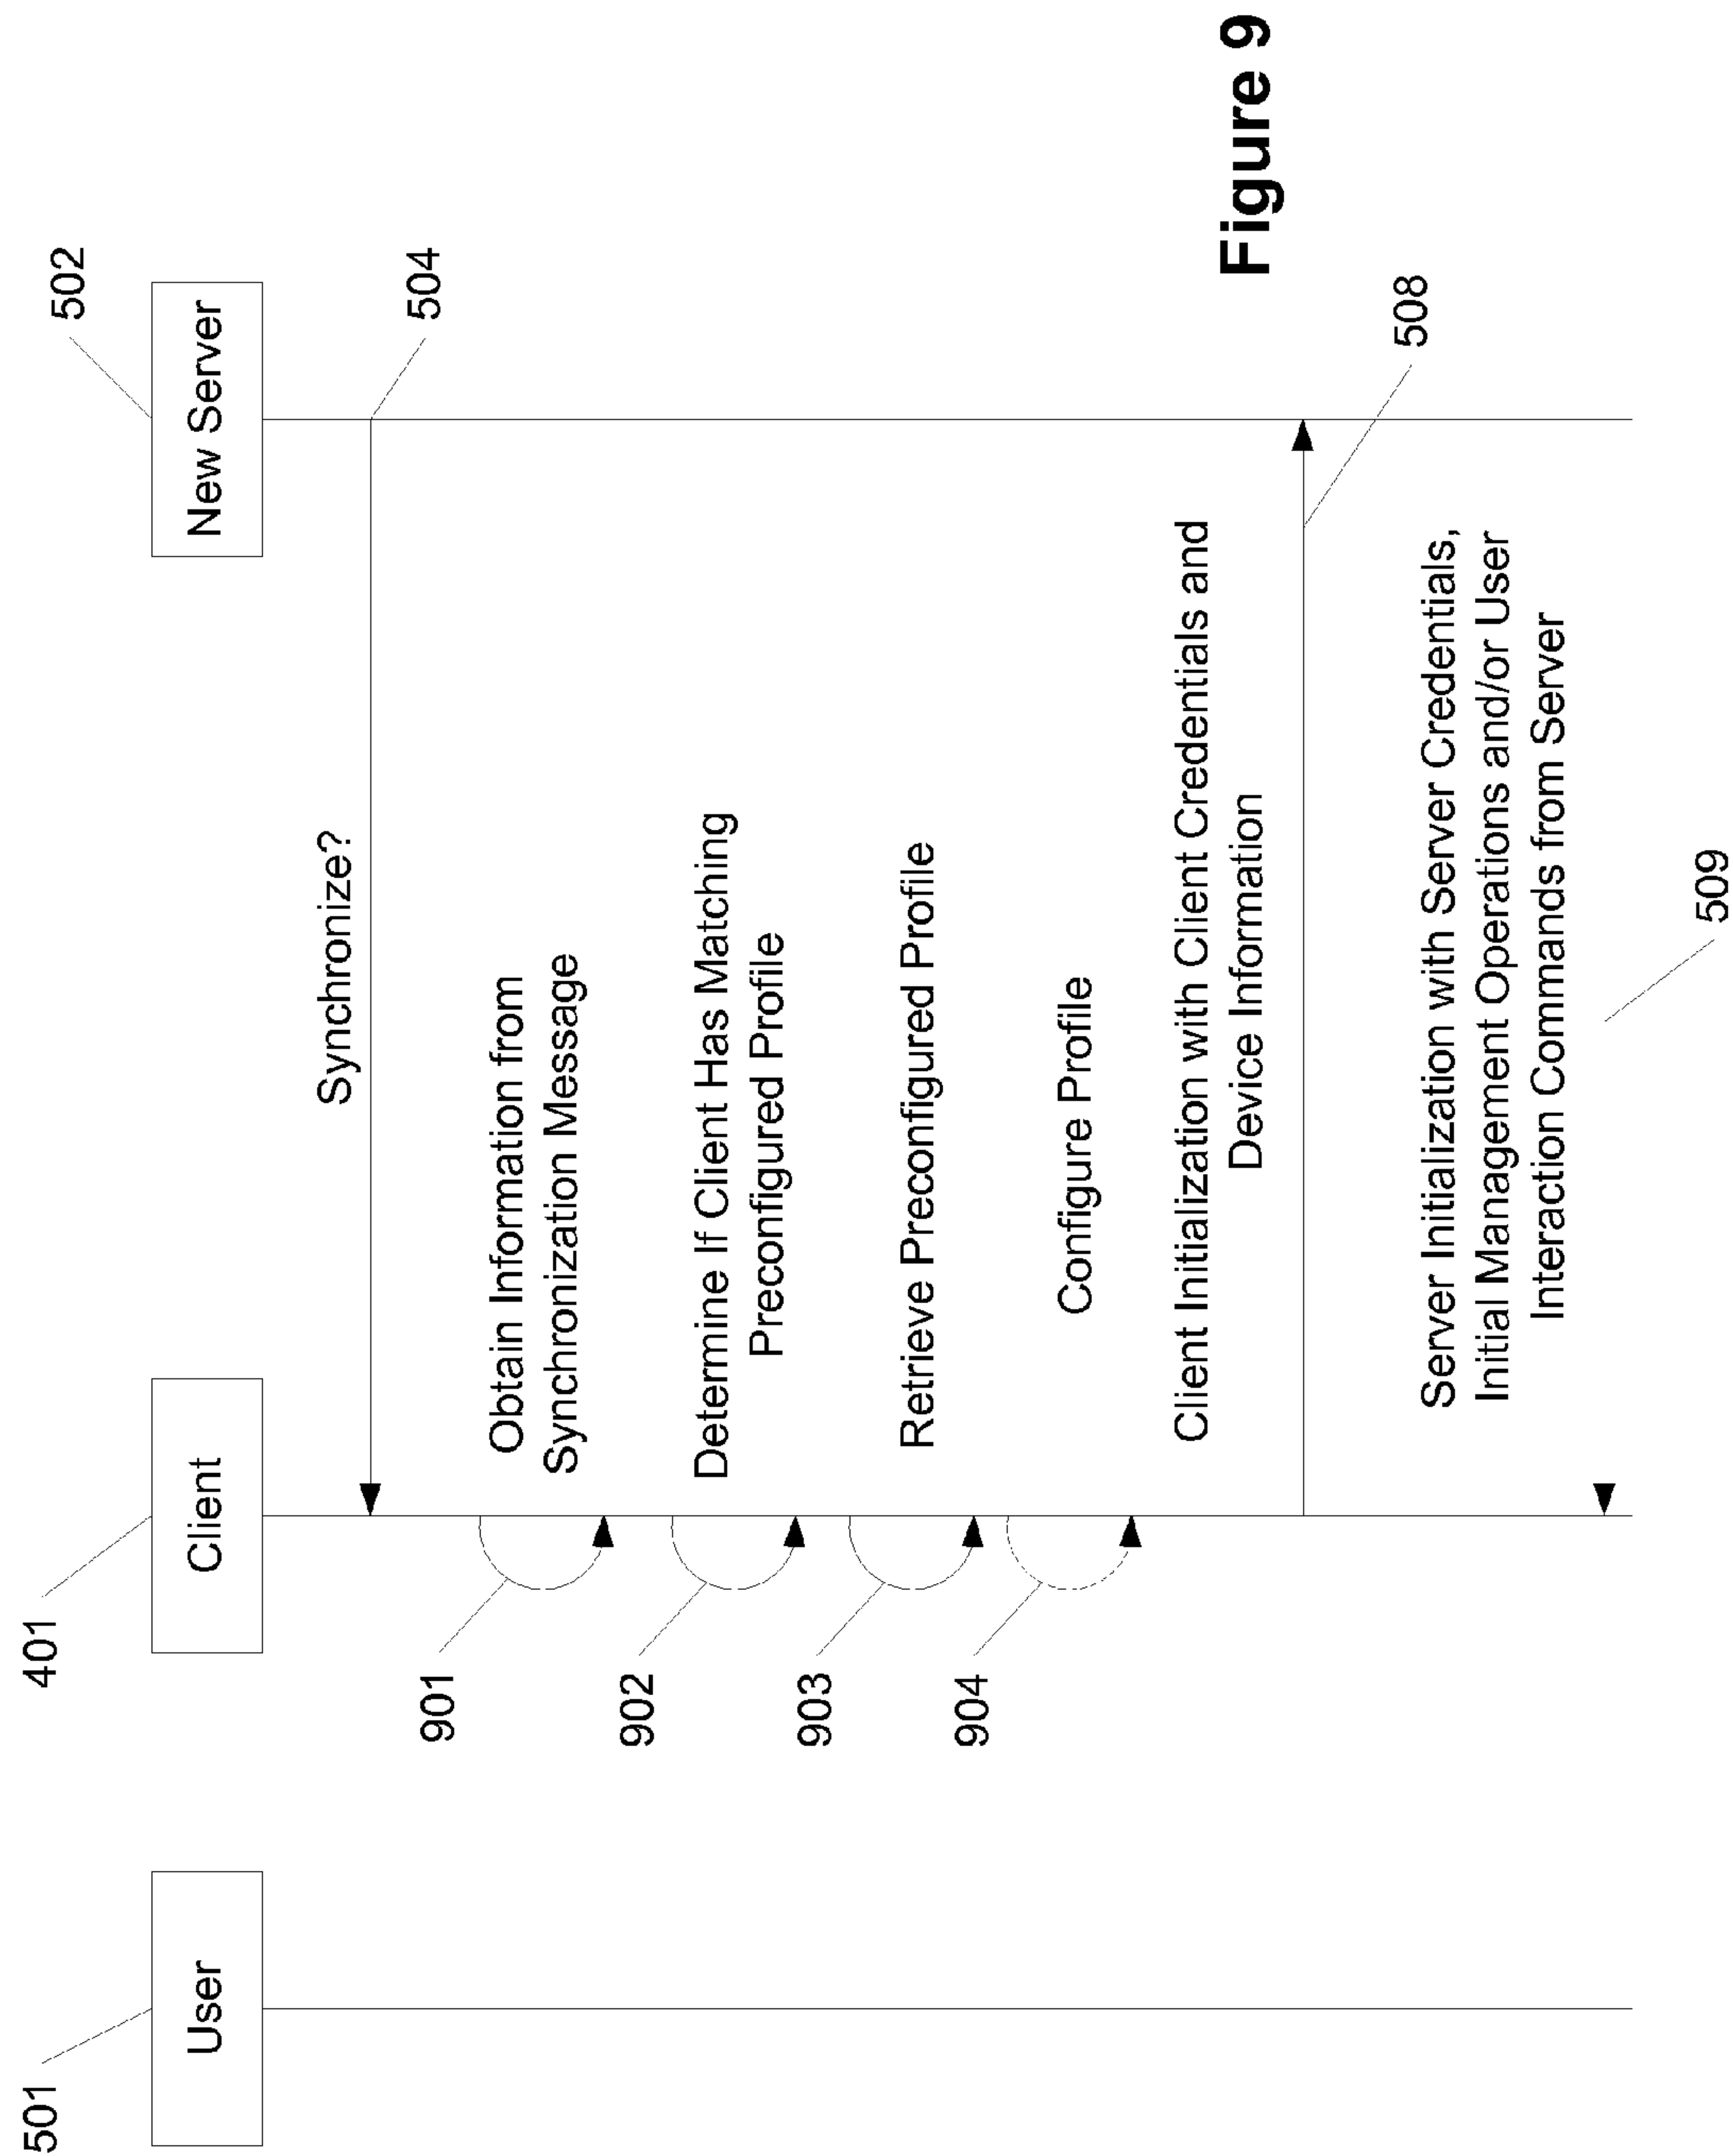 501
401
502
User
Client
New Server
Synchronize?
504
901
Obtain Information from
Synchronization Message
902
Determine If Client Has Matching
Preconfigured Profile
903
Retrieve Preconfigured Profile
904
Configure Profile
Client Initialization with Client Credentials and
Device Information
508
Server Initialization with Server Credentials,
Initial Management Operations and/or User
Interaction Commands from Server
509
Figure 9